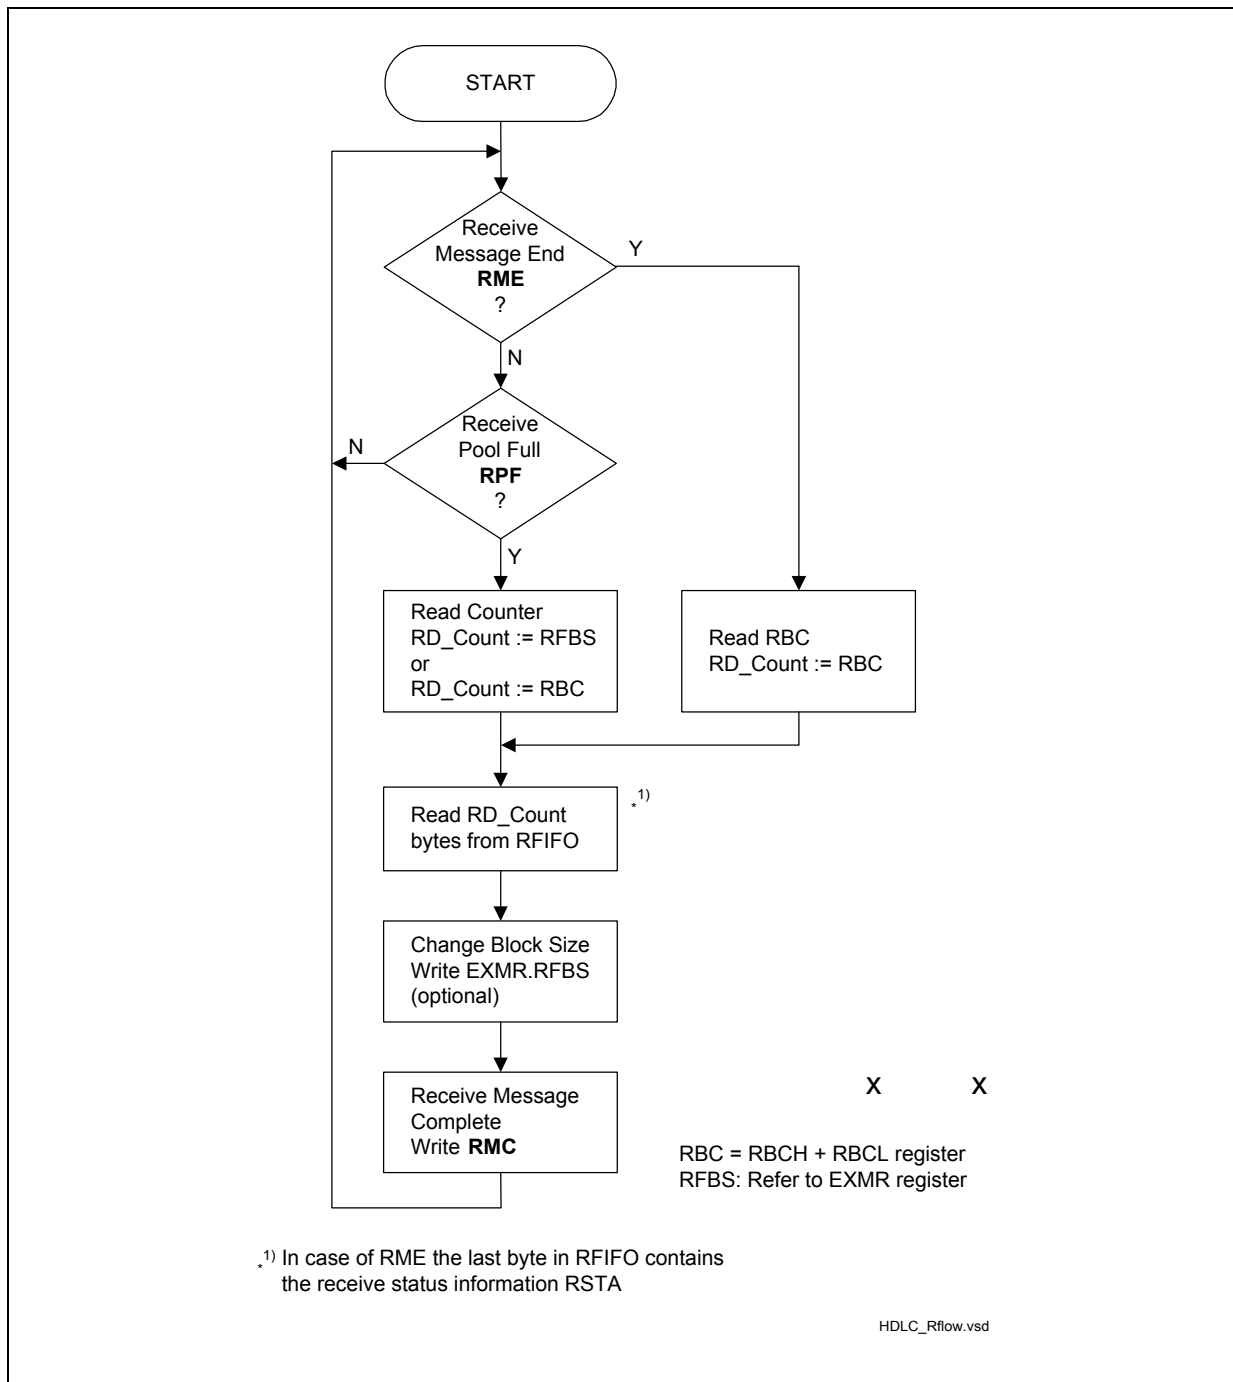 START
Receive
Message End
RME
?
Y
N
Receive
Pool Full
RPF
?
N
Y
Read Counter
RD_Count := RFBS
or
RD_Count := RBC
Read RBC
RD_Count := RBC
Read RD_Count
bytes from RFIFO
*1)
Change Block Size
Write EXMR.RFBS
(optional)
Receive Message
Complete
Write RMC
x x
RBC = RBCH + RBCL register
RFBS: Refer to EXMR register
*1) In case of RME the last byte in RFIFO contains
the receive status information RSTA
HDLC_Rflow.vsd